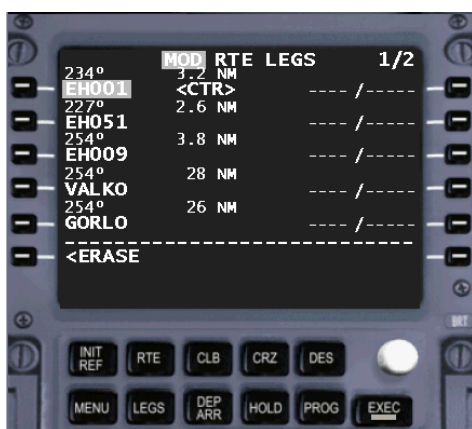 MOD RTE LEGS 1/2
234° 3.2 NM
EH001 <CTR> ---- /-----
227° 2.6 NM
EH051 ---- /-----
254° 3.8 NM
EH009 ---- /-----
254° 28 NM
VALKO ---- /-----
254° 26 NM
GORLO ---- /-----
--------------------------
<ERASE
BRT
INIT REF RTE CLB CRZ DES
MENU LEGS DEP ARR HOLD PROG EXEC